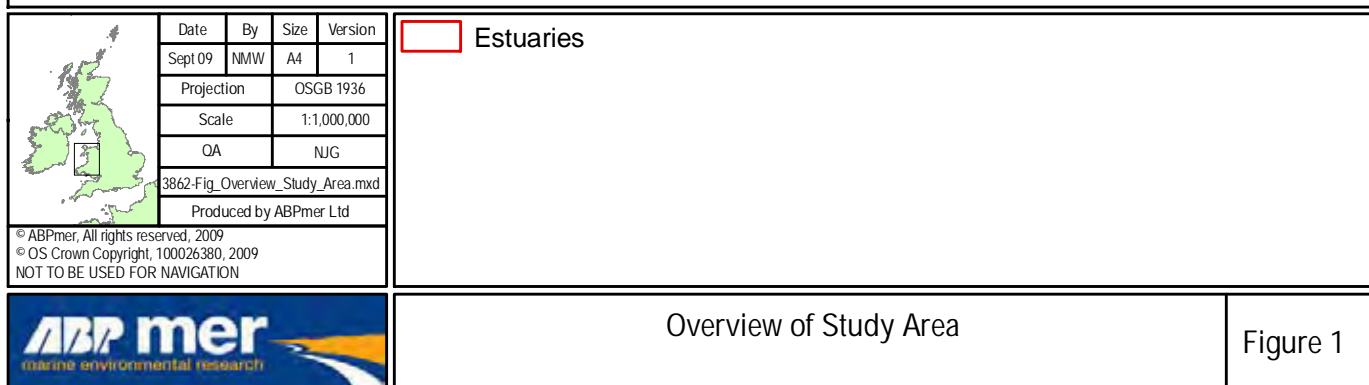 Date By Size Version
Sept 09 NMW A4 1
Projection OSGB 1936
Scale 1:1,000,000
QA NJG
3862-Fig_Overview_Study_Area.mxd
Produced by ABPmer Ltd
© ABPmer, All rights reserved, 2009
© OS Crown Copyright, 100026380, 2009
NOT TO BE USED FOR NAVIGATION
Estuaries
ABP mer
marine environmental research
Overview of Study Area
Figure 1